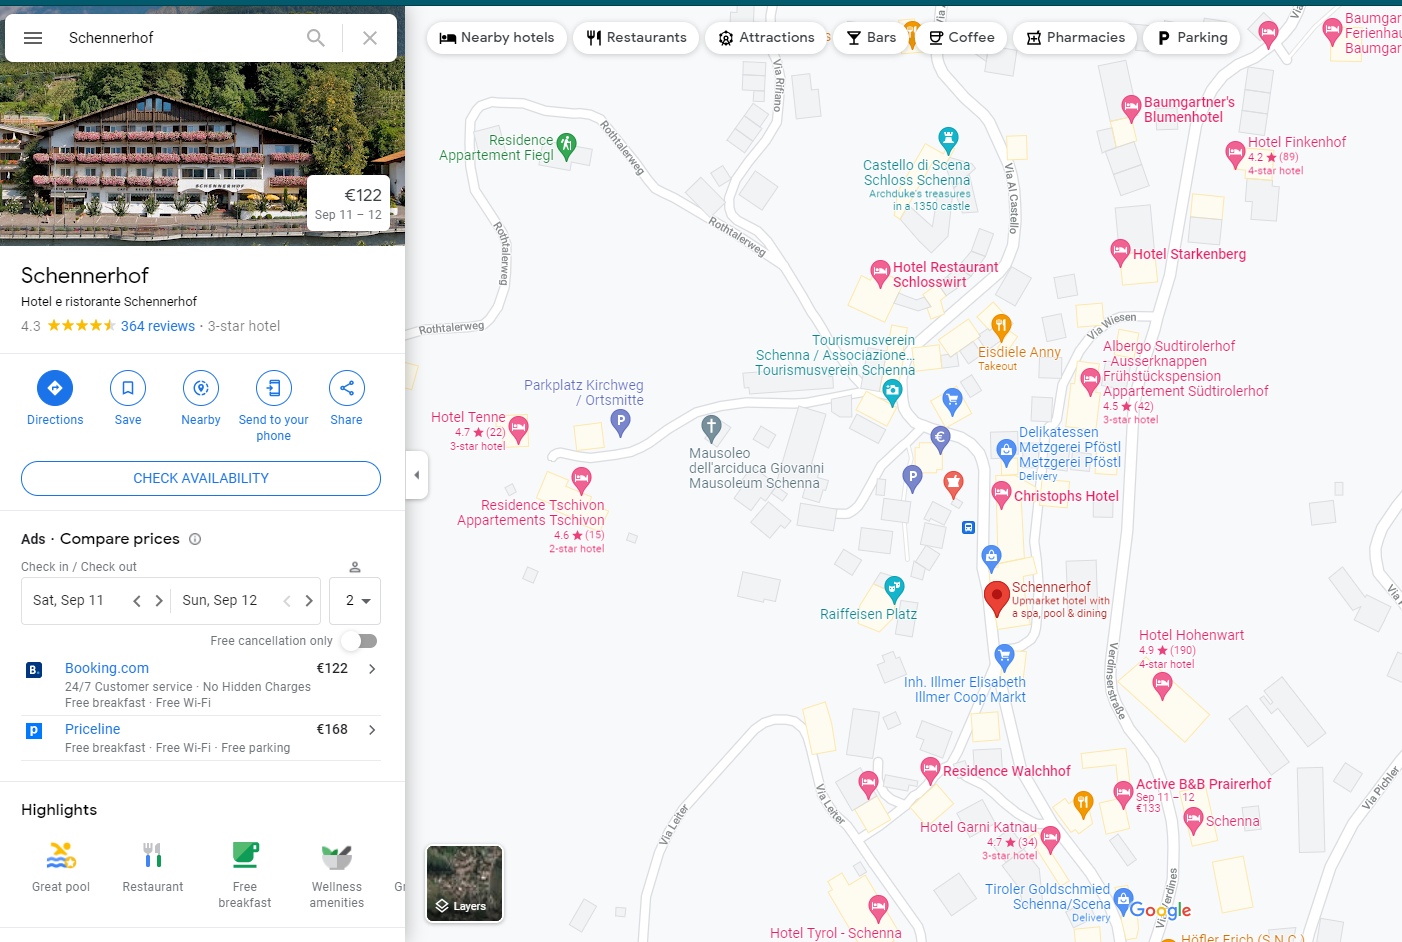 Schennerhof
SCHENNERHOF
€122
Sep 11 – 12
Schennerhof
Hotel e ristorante Schennerhof
4.3 364 reviews · 3-star hotel
Directions
Save
Nearby
Send to your
phone
Share
CHECK AVAILABILITY
Ads · Compare prices
Check in / Check out
Sat, Sep 11
Sun, Sep 12
2
Free cancellation only
B.
Booking.com
€122
24/7 Customer service · No Hidden Charges
Free breakfast · Free Wi-Fi
p
Priceline
€168
Free breakfast · Free Wi-Fi · Free parking
Highlights
Great pool
Restaurant
Free
breakfast
Wellness
amenities
Gr
Nearby hotels
Restaurants
Attractions
Bars
Coffee
Pharmacies
Parking
Via Rifiano
Baumgar
Ferienhau
Baumgar
Baumgartner's
Blumenhotel
Hotel Finkenhof
4.2 ★ (89)
4-star hotel
Residence
Appartement Fiegl
Rothtalerweg
Castello di Scena
Schloss Schenna
Archduke's treasures
in a 1350 castle
Via Al Castello
Rothtalerweg
Rothtalerweg
Hotel Starkenberg
Hotel Restaurant
Schlosswirt
Rothtalerweg
Via Wiesen
Tourismusverein
Schenna / Associazione...
Tourismusverein Schenna
Eisdiele Anny
Takeout
Albergo Sudtirolerhof
- Ausserknappen
Frühstückspension
Appartement Südtirolerhof
4.5 ★ (42)
3-star hotel
Parkplatz Kirchweg
/ Ortsmitte
P
Hotel Tenne
4.7 ★ (22)
3-star hotel
Mausoleo
dell'arciduca Giovanni
Mausoleum Schenna
€
P
Delikatessen
Metzgerei Pföstl
Metzgerei Pföstl
Delivery
Christophs Hotel
Residence Tschivon
Appartements Tschivon
4.6 ★ (15)
2-star hotel
Schennerhof
Upmarket hotel with
a spa, pool & dining
Raiffeisen Platz
Hotel Hohenwart
4.9 ★ (190)
4-star hotel
Verdinserstraße
Inh. Illmer Elisabeth
Illmer Coop Markt
Residence Walchhof
Via Leiter
Via Leiter
Active B&B Prairerhof
Sep 11 – 12
€133
Via Pichler
Schenna
Hotel Garni Katnau
4.7 ★ (34)
3-star hotel
Tiroler Goldschmied
Schenna/Scena
Delivery
Google
Layers
Hotel Tyrol - Schenna
Höfler Erich (S.N.C.)